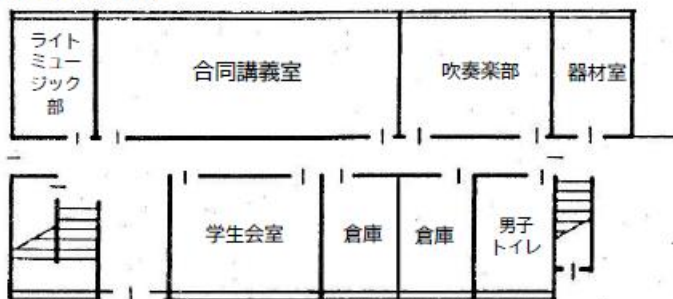 ライト
ミュー
ジック
部
合同講義室
吹奏楽部
器材室
学生会室
倉庫
倉庫
男子
トイレ